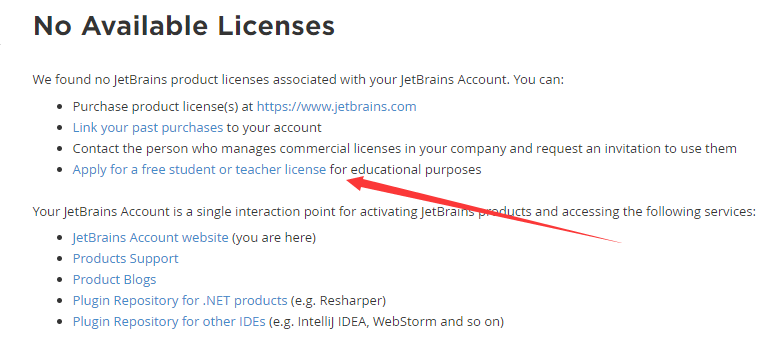 No Available Licenses
We found no JetBrains product licenses associated with your JetBrains Account. You can:
Purchase product license(s) at https://www.jetbrains.com
Link your past purchases to your account
Contact the person who manages commercial licenses in your company and request an invitation to use them
Apply for a free student or teacher license for educational purposes
Your JetBrains Account is a single interaction point for activating JetBrains products and accessing the following services:
JetBrains Account website (you are here)
Products Support
Product Blogs
Plugin Repository for .NET products (e.g. Resharper)
Plugin Repository for other IDEs (e.g. IntelliJ IDEA, WebStorm and so on)